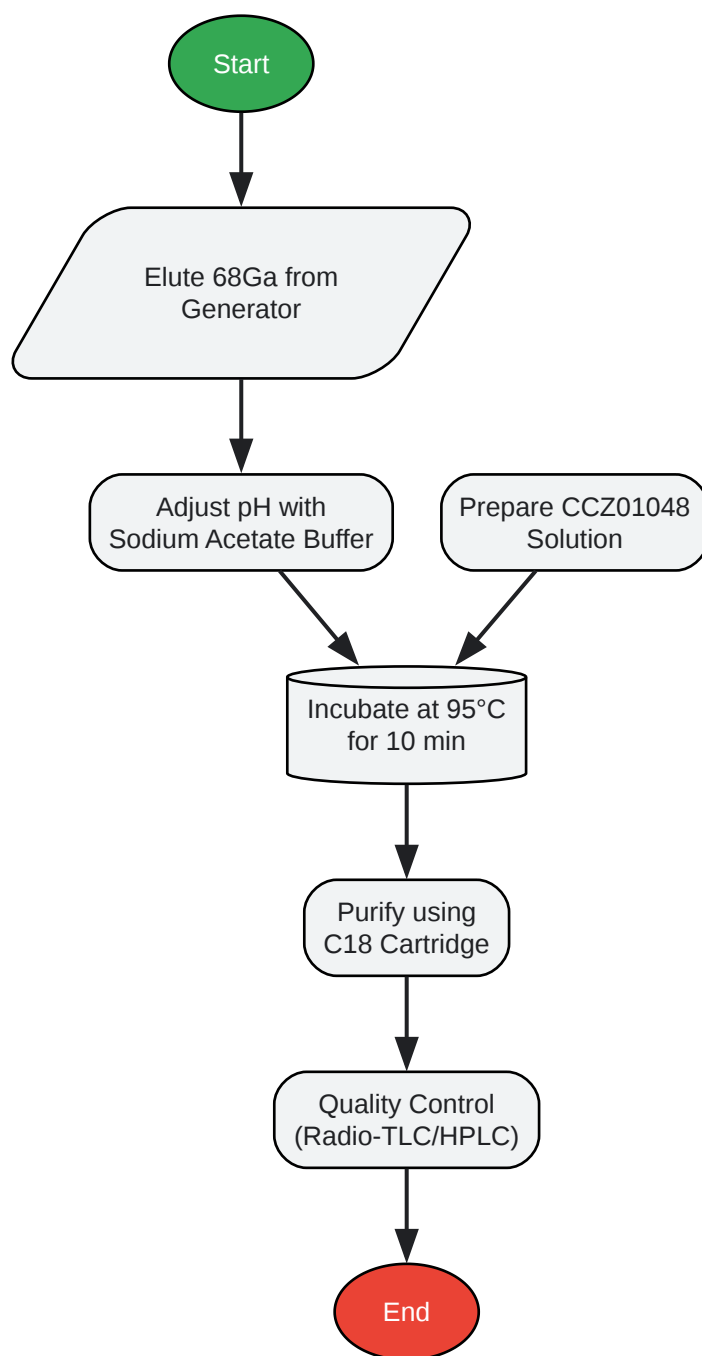 Start
Elute 68Ga from
Generator
Adjust pH with
Sodium Acetate Buffer
Prepare CCZ01048
Solution
Incubate at 95°C
for 10 min
Purify using
C18 Cartridge
Quality Control
(Radio-TLC/HPLC)
End